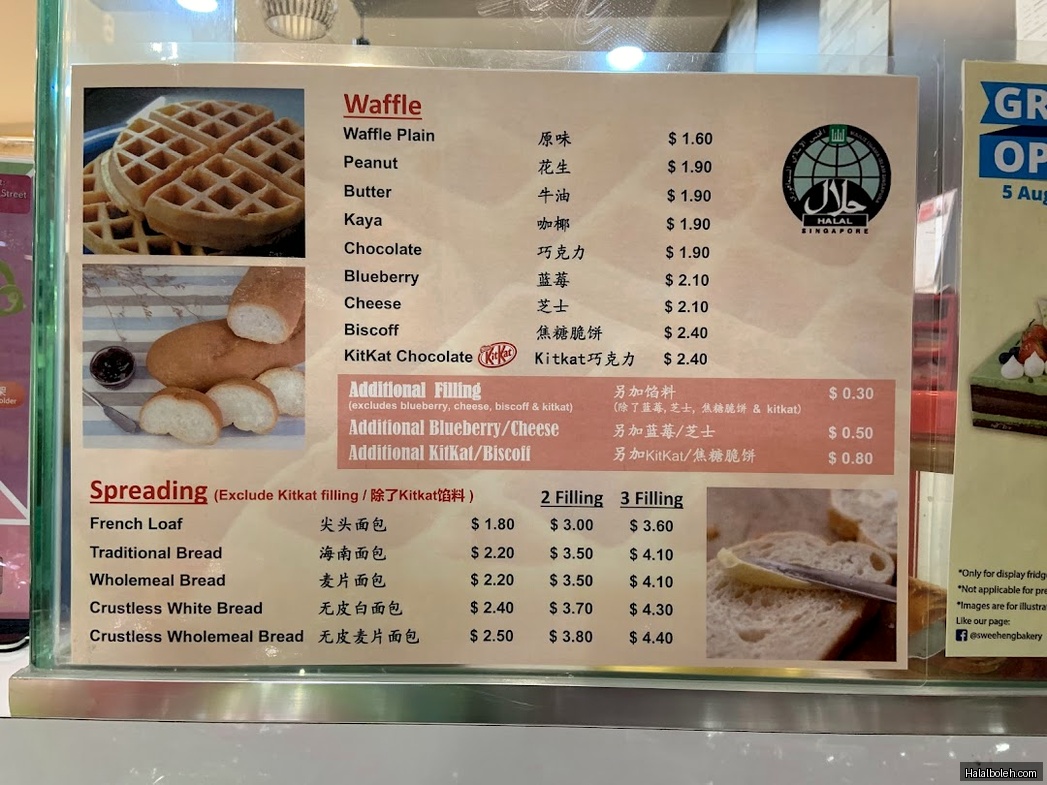 Waffle
Waffle Plain 原味 $ 1.60
Peanut 花生 $ 1.90
Butter 牛油 $ 1.90
Kaya 咖椰 $ 1.90
Chocolate 巧克力 $ 1.90
Blueberry 蓝莓 $ 2.10
Cheese 芝士 $ 2.10
Biscoff 焦糖脆饼 $ 2.40
KitKat Chocolate KitKat Kitkat巧克力 $ 2.40
حلال
HALAL
SINGAPORE
Additional Filling 另加馅料 $ 0.30
(excludes blueberry, cheese, biscoff & kitkat) (除了蓝莓,芝士, 焦糖脆饼 & kitkat)
Additional Blueberry/Cheese 另加蓝莓/芝士 $ 0.50
Additional KitKat/Biscoff 另加KitKat/焦糖脆饼 $ 0.80
Spreading (Exclude Kitkat filling / 除了Kitkat馅料 ) 2 Filling 3 Filling
French Loaf 尖头面包 $ 1.80 $ 3.00 $ 3.60
Traditional Bread 海南面包 $ 2.20 $ 3.50 $ 4.10
Wholemeal Bread 麦片面包 $ 2.20 $ 3.50 $ 4.10
Crustless White Bread 无皮白面包 $ 2.40 $ 3.70 $ 4.30
Crustless Wholemeal Bread 无皮麦片面包 $ 2.50 $ 3.80 $ 4.40
Street
older
GR
OP
5 Aug
*Only for display fridg
*Not applicable for pre
*Images are for illustra
Like our page:
f @sweehengbakery
Halalboleh.com